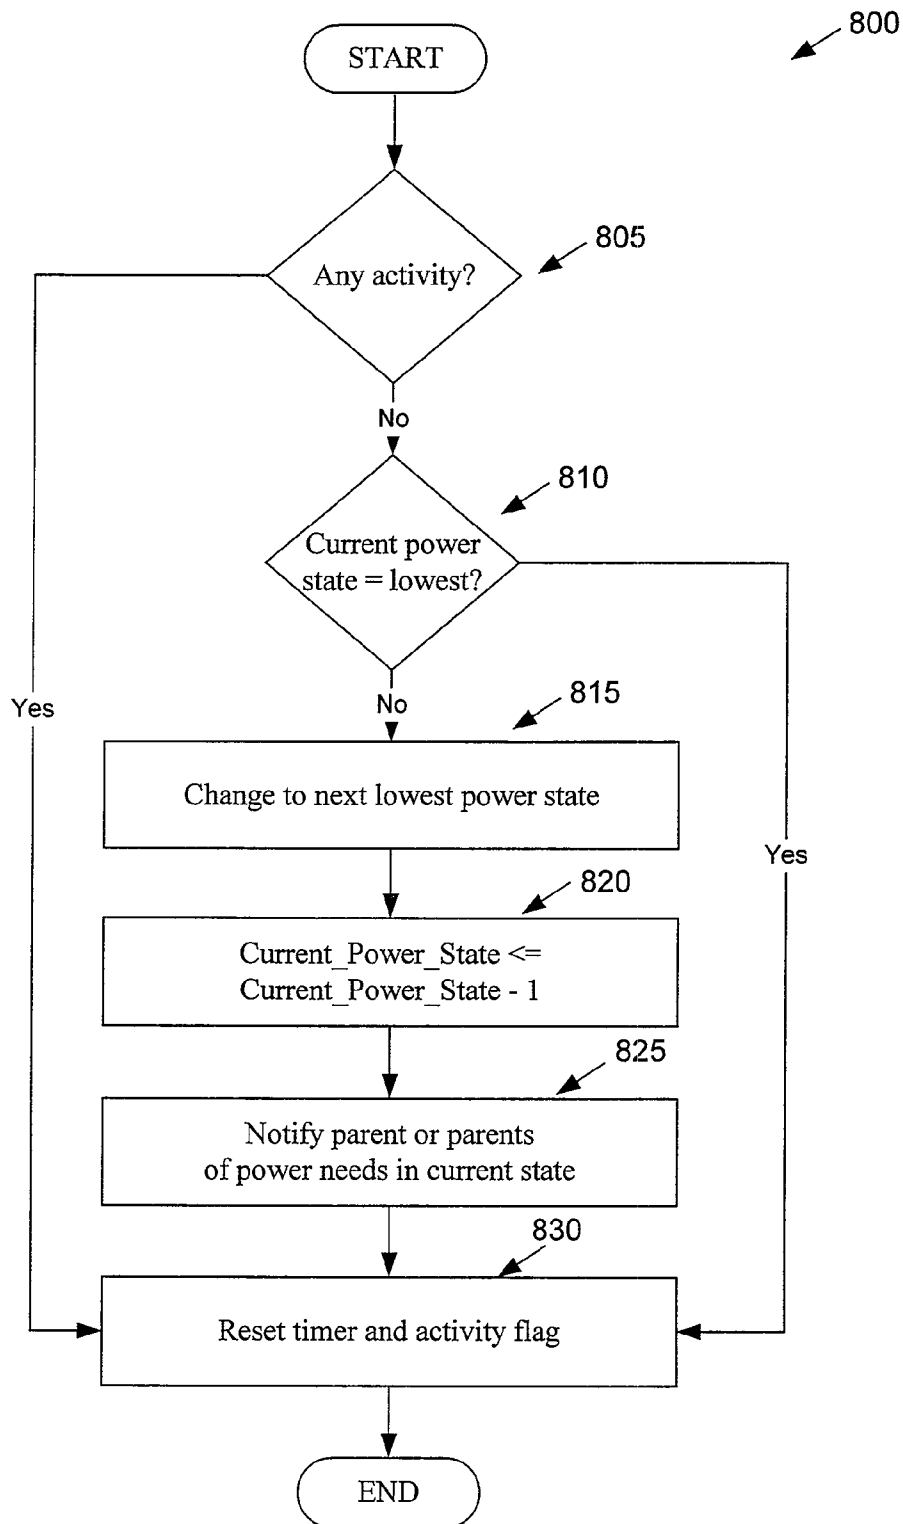 800
START
805
Any activity?
No
810
Current power
state = lowest?
No
815
Yes
Change to next lowest power state
Yes
820
Current_Power_State <=
Current_Power_State - 1
825
Notify parent or parents
of power needs in current state
830
Reset timer and activity flag
END